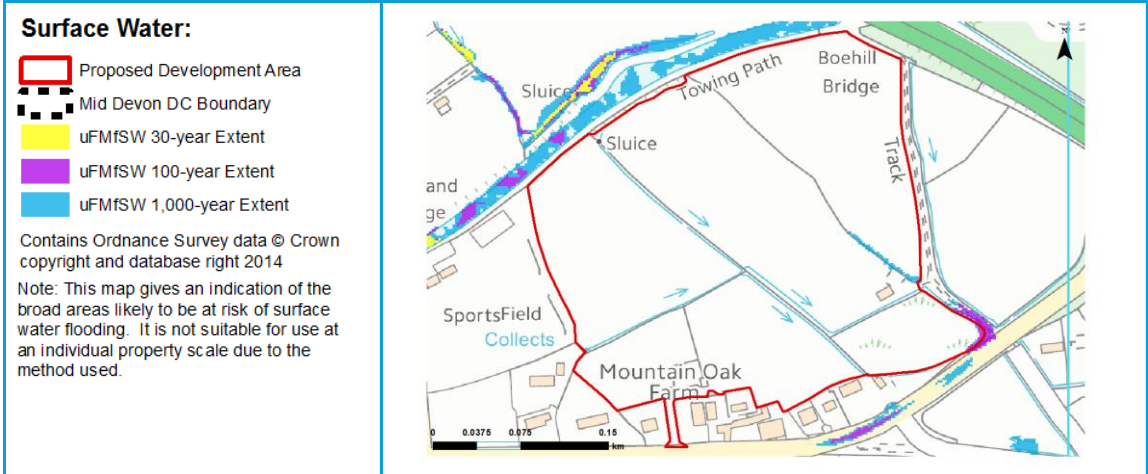 Surface Water:
Proposed Development Area
Mid Devon DC Boundary
uFMfSW 30-year Extent
uFMfSW 100-year Extent
uFMfSW 1,000-year Extent
Contains Ordnance Survey data © Crown
copyright and database right 2014
Note: This map gives an indication of the
broad areas likely to be at risk of surface
water flooding. It is not suitable for use at
an individual property scale due to the
method used.
Boehill
Bridge
Towing Path
Sluice
Sluice
Track
and
ge
SportsField
Collects
Mountain Oak
Farm
0 0.0375 0.075 0.15
km